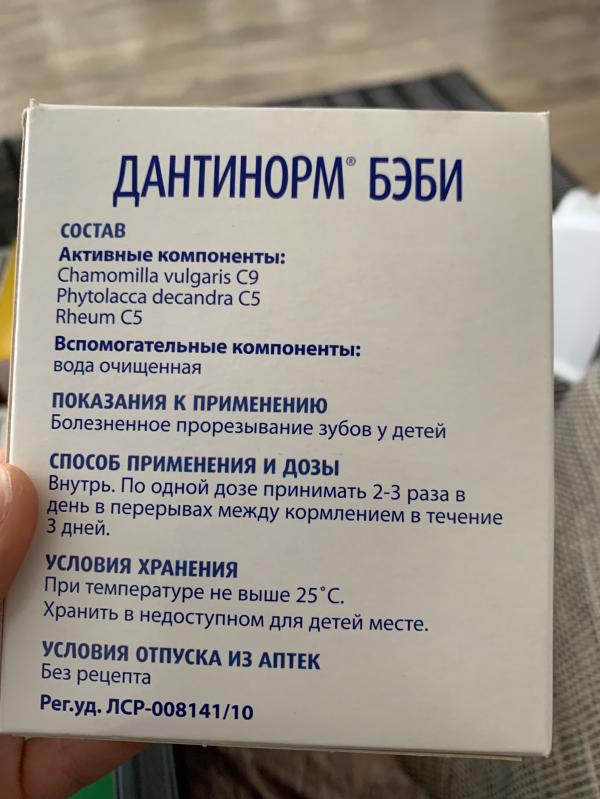 ДАНТИНОРМ® БЭБИ
СОСТАВ
Активные компоненты:
Chamomilla vulgaris C9
Phytolacca decandra C5
Rheum C5
Вспомогательные компоненты:
вода очищенная
ПОКАЗАНИЯ К ПРИМЕНЕНИЮ
Болезненное прорезывание зубов у детей
СПОСОБ ПРИМЕНЕНИЯ И ДОЗЫ
Внутрь. По одной дозе принимать 2-3 раза в
день в перерывах между кормлением в течение
3 дней.
УСЛОВИЯ ХРАНЕНИЯ
При температуре не выше 25˚С.
Хранить в недоступном для детей месте.
УСЛОВИЯ ОТПУСКА ИЗ АПТЕК
Без рецепта
Рег.уд. ЛСР-008141/10